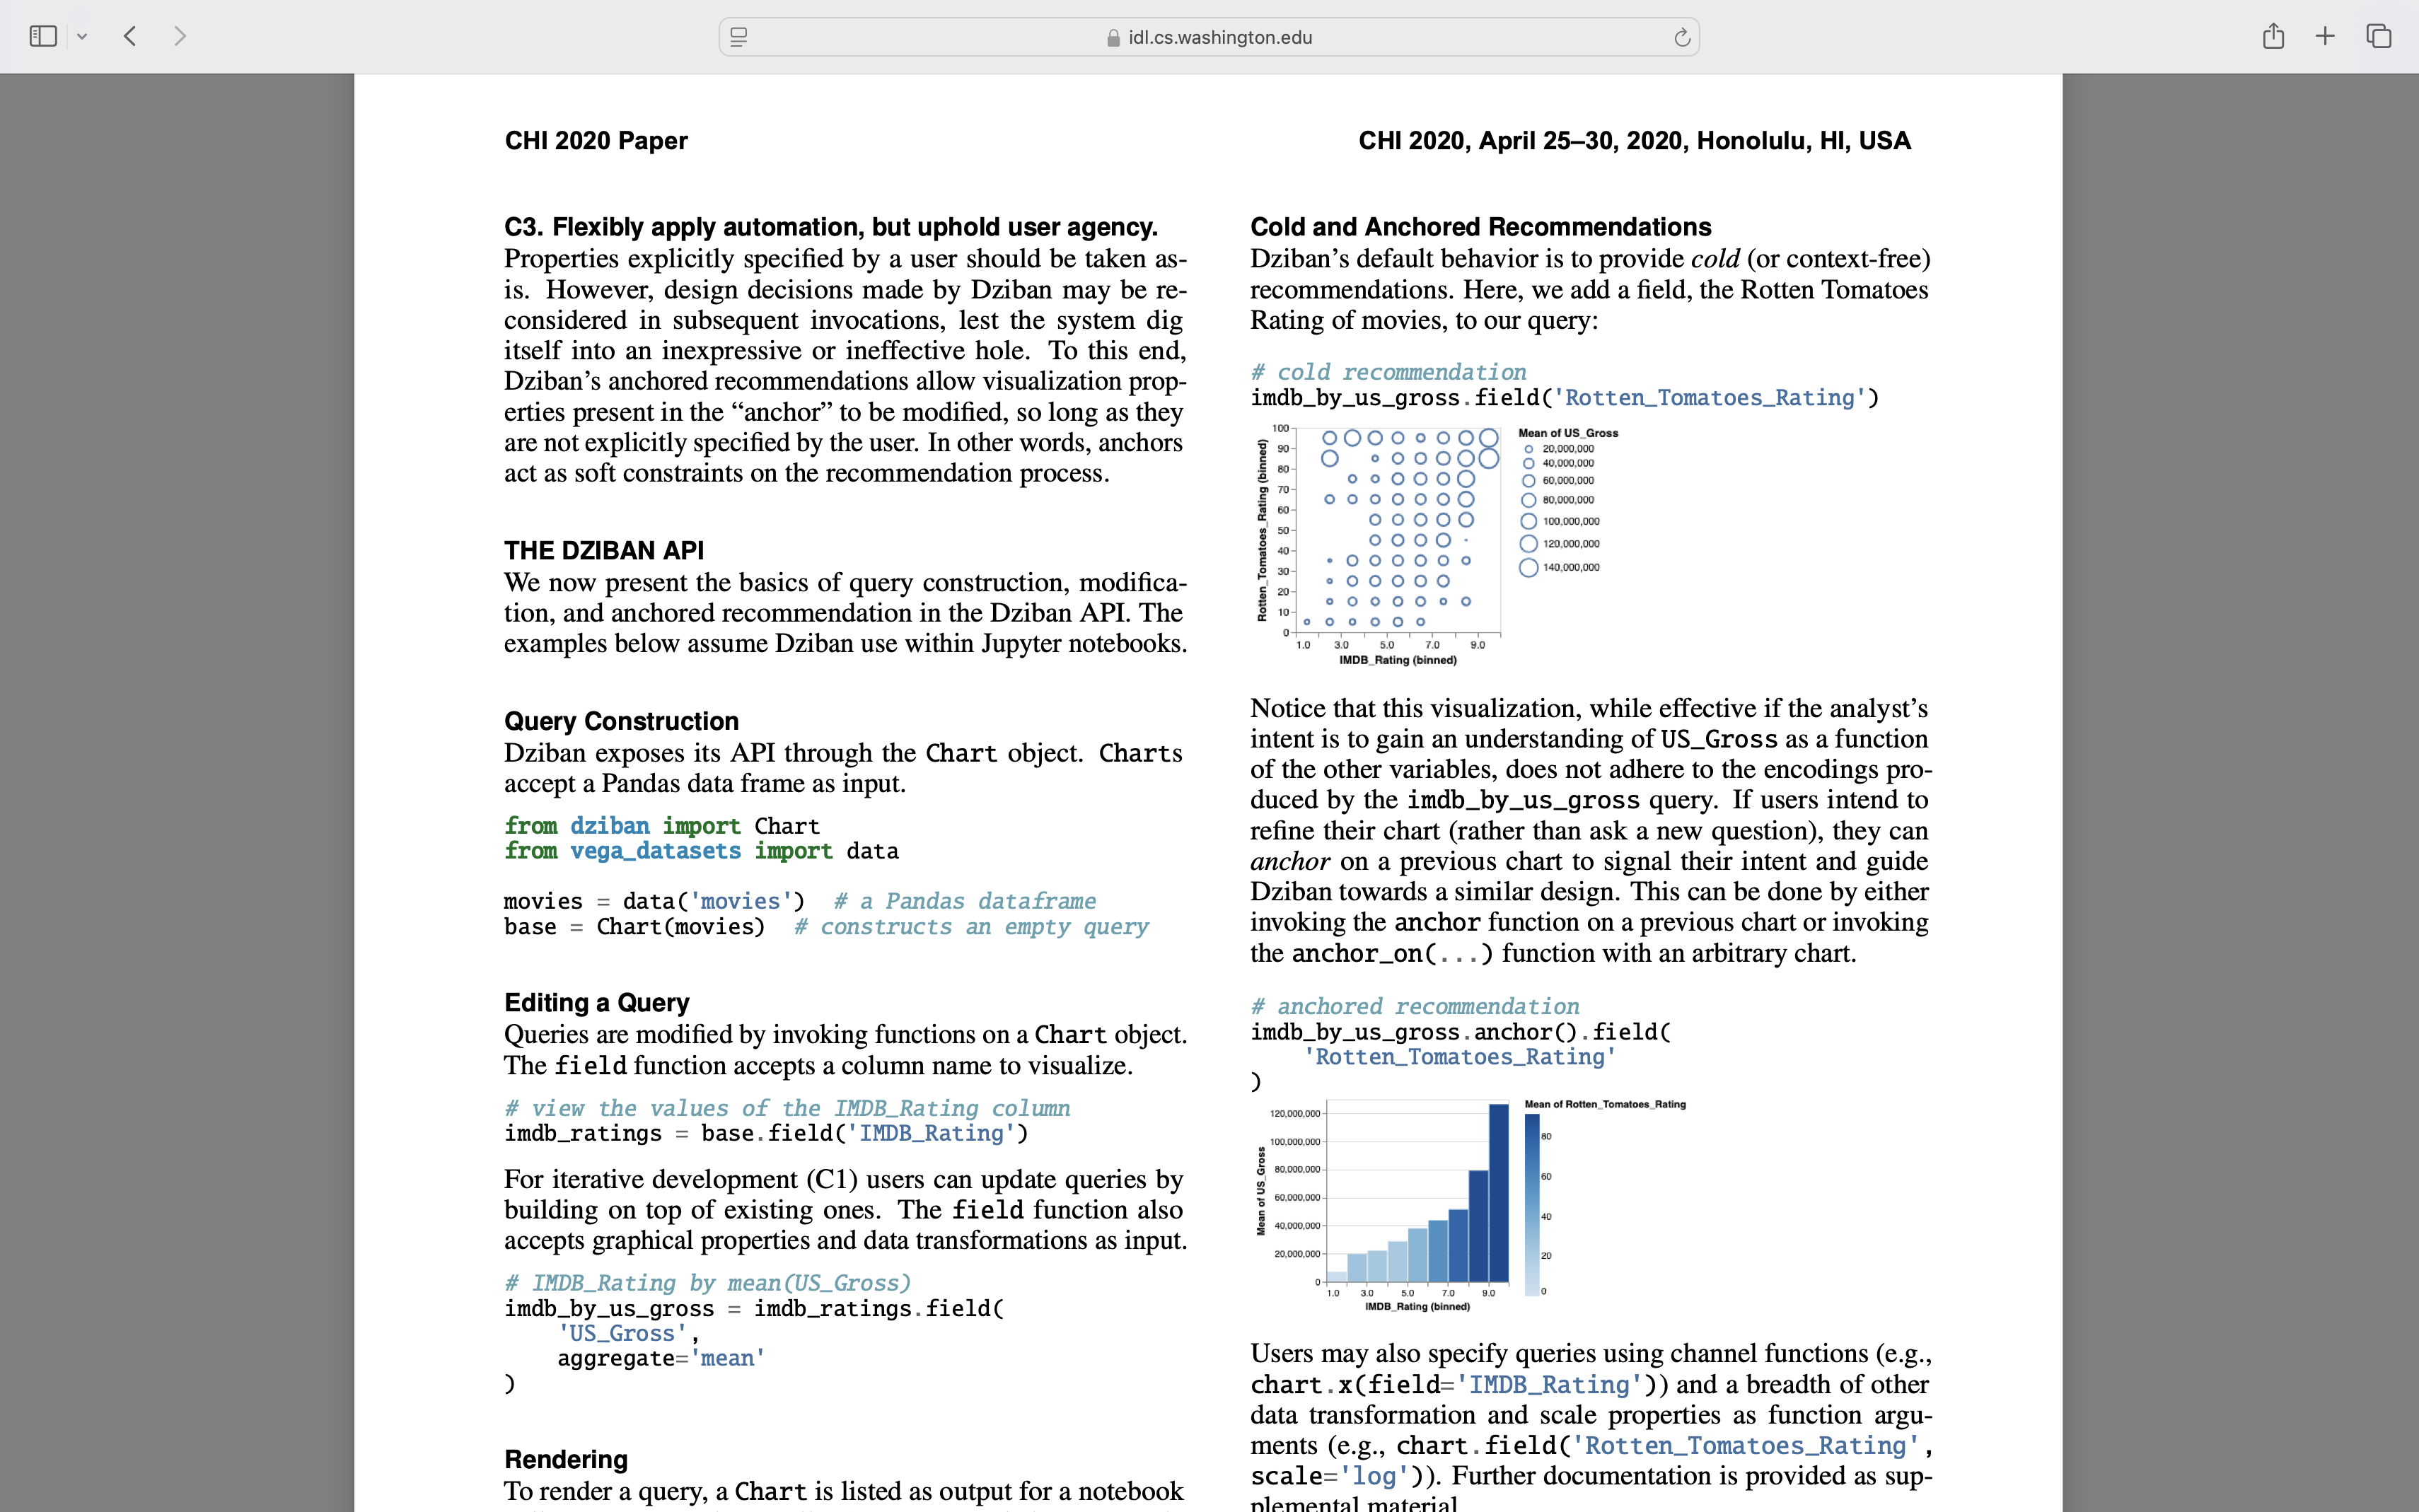 idl.cs.washington.edu
CHI 2020 Paper
CHI 2020, April 25–30, 2020, Honolulu, HI, USA
C3. Flexibly apply automation, but uphold user agency.
Properties explicitly specified by a user should be taken as-
is. However, design decisions made by Dziban may be re-
considered in subsequent invocations, lest the system dig
itself into an inexpressive or ineffective hole. To this end,
Dziban’s anchored recommendations allow visualization prop-
erties present in the “anchor” to be modified, so long as they
are not explicitly specified by the user. In other words, anchors
act as soft constraints on the recommendation process.
THE DZIBAN API
We now present the basics of query construction, modifica-
tion, and anchored recommendation in the Dziban API. The
examples below assume Dziban use within Jupyter notebooks.
Query Construction
Dziban exposes its API through the Chart object. Charts
accept a Pandas data frame as input.
from dziban import Chart
from vega_datasets import data
movies = data('movies')  # a Pandas dataframe
base = Chart(movies)  # constructs an empty query
Editing a Query
Queries are modified by invoking functions on a Chart object.
The field function accepts a column name to visualize.
# view the values of the IMDB_Rating column
imdb_ratings = base.field('IMDB_Rating')
For iterative development (C1) users can update queries by
building on top of existing ones. The field function also
accepts graphical properties and data transformations as input.
# IMDB_Rating by mean(US_Gross)
imdb_by_us_gross = imdb_ratings.field(
    'US_Gross',
    aggregate='mean'
)
Rendering
To render a query, a Chart is listed as output for a notebook
Cold and Anchored Recommendations
Dziban’s default behavior is to provide cold (or context-free)
recommendations. Here, we add a field, the Rotten Tomatoes
Rating of movies, to our query:
# cold recommendation
imdb_by_us_gross.field('Rotten_Tomatoes_Rating')
Rotten_Tomatoes_Rating (binned)
100
90
80
70
60
50
40
30
20
10
0
1.0 3.0 5.0 7.0 9.0
IMDB_Rating (binned)
Mean of US_Gross
20,000,000
40,000,000
60,000,000
80,000,000
100,000,000
120,000,000
140,000,000
Notice that this visualization, while effective if the analyst’s
intent is to gain an understanding of US_Gross as a function
of the other variables, does not adhere to the encodings pro-
duced by the imdb_by_us_gross query. If users intend to
refine their chart (rather than ask a new question), they can
anchor on a previous chart to signal their intent and guide
Dziban towards a similar design. This can be done by either
invoking the anchor function on a previous chart or invoking
the anchor_on(...) function with an arbitrary chart.
# anchored recommendation
imdb_by_us_gross.anchor().field(
    'Rotten_Tomatoes_Rating'
)
Mean of US_Gross
120,000,000
100,000,000
80,000,000
60,000,000
40,000,000
20,000,000
0
1.0 3.0 5.0 7.0 9.0
IMDB_Rating (binned)
Mean of Rotten_Tomatoes_Rating
80
60
40
20
0
Users may also specify queries using channel functions (e.g.,
chart.x(field='IMDB_Rating')) and a breadth of other
data transformation and scale properties as function argu-
ments (e.g., chart.field('Rotten_Tomatoes_Rating',
scale='log')). Further documentation is provided as sup-
plemental material